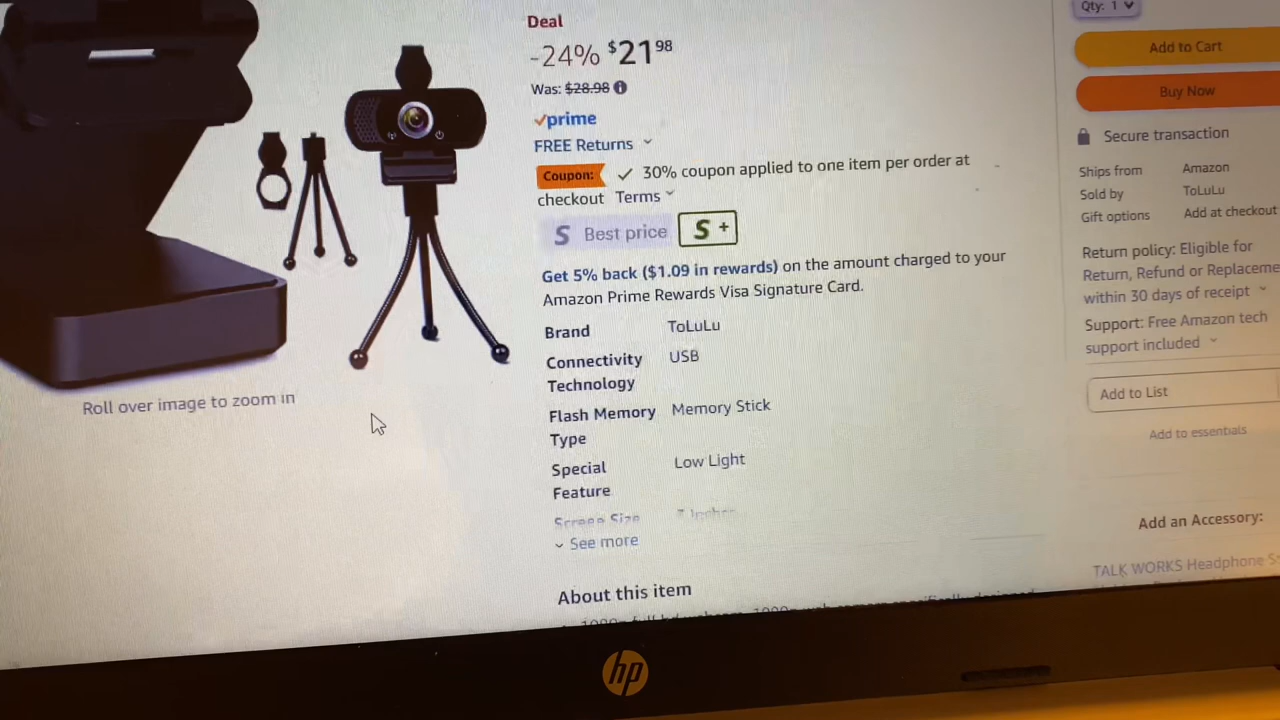 Deal
-24% $21 98
Was: $28.98
prime
FREE Returns
Coupon: 30% coupon applied to one item per order at
checkout Terms
S Best price S +
Get 5% back ($1.09 in rewards) on the amount charged to your
Amazon Prime Rewards Visa Signature Card.
Brand ToLuLu
Connectivity USB
Technology
Flash Memory Memory Stick
Type
Special Low Light
Feature
Screen Size
See more
About this item
Roll over image to zoom in
Qty: 1
Add to Cart
Buy Now
Secure transaction
Ships from Amazon
Sold by ToLuLu
Gift options Add at checkout
Return policy: Eligible for
Return, Refund or Replaceme
within 30 days of receipt
Support: Free Amazon tech
support included
Add to List
Add to essentials
Add an Accessory:
TALK WORKS Headphone
hp